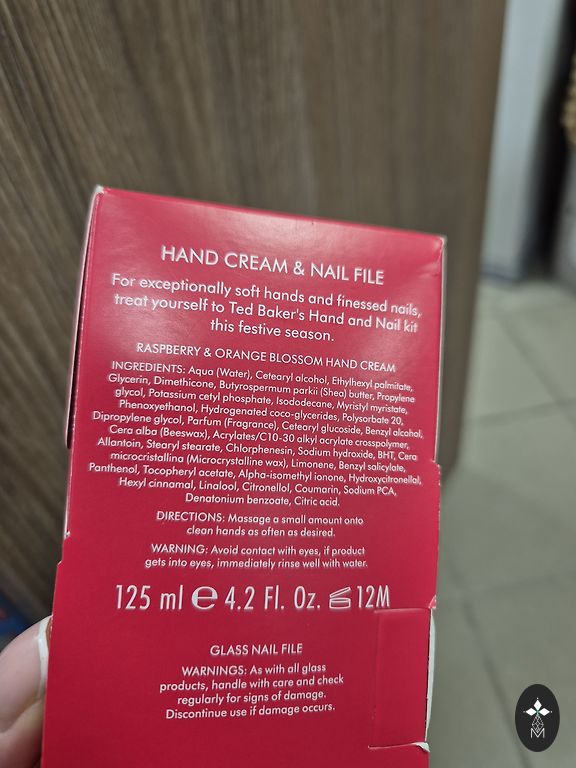 HAND CREAM & NAIL FILE
For exceptionally soft hands and finessed nails,
treat yourself to Ted Baker's Hand and Nail kit
this festive season.
RASPBERRY & ORANGE BLOSSOM HAND CREAM
INGREDIENTS: Aqua (Water), Cetearyl alcohol, Ethylhexyl palmitate,
Glycerin, Dimethicone, Butyrospermum parkii (Shea) butter, Propylene
glycol, Potassium cetyl phosphate, Isododecane, Myristyl myristate,
Phenoxyethanol, Hydrogenated coco-glycerides, Polysorbate 20,
Dipropylene glycol, Parfum (Fragrance), Cetearyl glucoside, Benzyl alcohol,
Cera alba (Beeswax), Acrylates/C10-30 alkyl acrylate crosspolymer,
Allantoin, Stearyl stearate, Chlorphenesin, Sodium hydroxide, BHT, Cera
microcristallina (Microcrystalline wax), Limonene, Benzyl salicylate,
Panthenol, Tocopheryl acetate, Alpha-isomethyl ionone, Hydroxycitronellal,
Hexyl cinnamal, Linalool, Citronellol, Coumarin, Sodium PCA,
Denatonium benzoate, Citric acid.
DIRECTIONS: Massage a small amount onto
clean hands as often as desired.
WARNING: Avoid contact with eyes, if product
gets into eyes, immediately rinse well with water.
125 ml e 4.2 Fl. Oz. 12M
GLASS NAIL FILE
WARNINGS: As with all glass
products, handle with care and check
regularly for signs of damage.
Discontinue use if damage occurs.
M